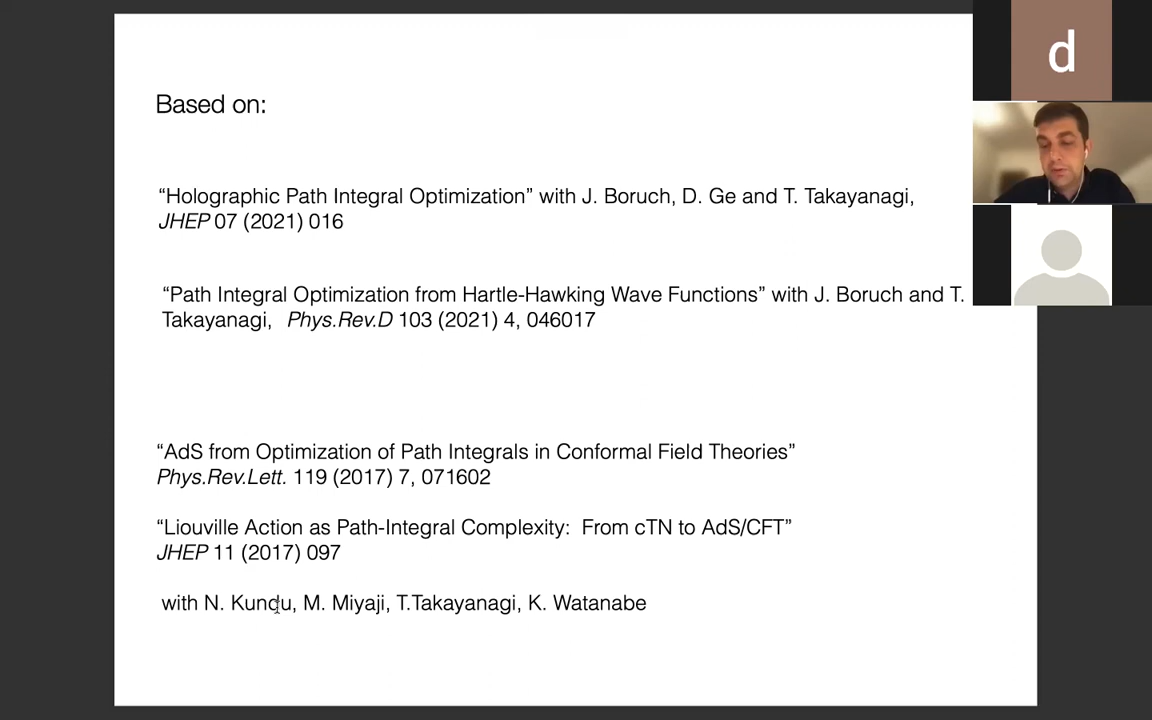 Based on:
“Holographic Path Integral Optimization” with J. Boruch, D. Ge and T. Takayanagi,
JHEP 07 (2021) 016
“Path Integral Optimization from Hartle-Hawking Wave Functions” with J. Boruch and T.
Takayanagi, Phys.Rev.D 103 (2021) 4, 046017
“AdS from Optimization of Path Integrals in Conformal Field Theories”
Phys.Rev.Lett. 119 (2017) 7, 071602
“Liouville Action as Path-Integral Complexity: From cTN to AdS/CFT”
JHEP 11 (2017) 097
with N. Kundu, M. Miyaji, T.Takayanagi, K. Watanabe
d